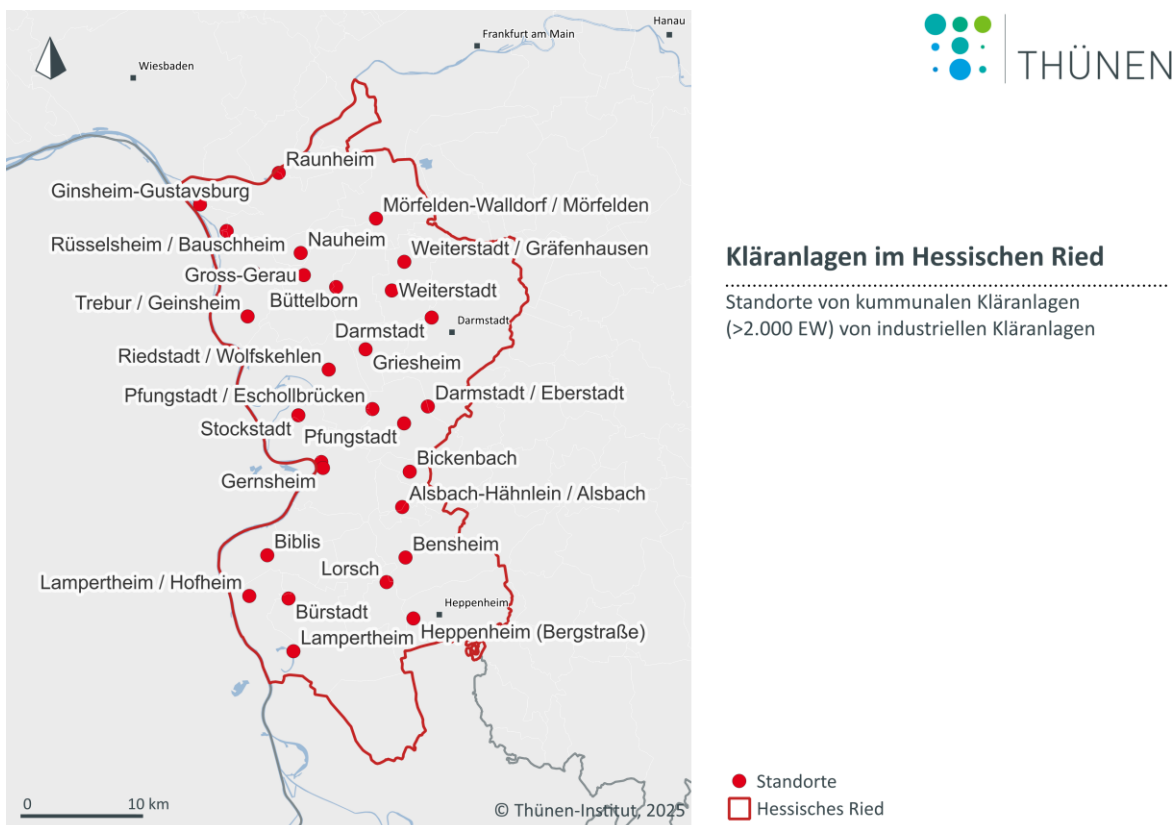 Hanau
Frankfurt am Main
Wiesbaden
THÜNEN
Raunheim
Ginsheim-Gustavsburg
Mörfelden-Walldorf / Mörfelden
Rüsselsheim / Bauschheim
Nauheim
Weiterstadt / Gräfenhausen
Gross-Gerau
Büttelborn
Weiterstadt
Trebur / Geinsheim
Darmstadt
Darmstadt
Riedstadt / Wolfskehlen
Griesheim
Pfungstadt / Eschollbrücken
Darmstadt / Eberstadt
Stockstadt
Pfungstadt
Bickenbach
Gernsheim
Alsbach-Hähnlein / Alsbach
Biblis
Bensheim
Lorsch
Lampertheim / Hofheim
Heppenheim
Bürstadt
Lampertheim
Heppenheim (Bergstraße)
0 10 km
© Thünen-Institut, 2025
Kläranlagen im Hessischen Ried
Standorte von kummunalen Kläranlagen
(>2.000 EW) von industriellen Kläranlagen
Standorte
Hessisches Ried